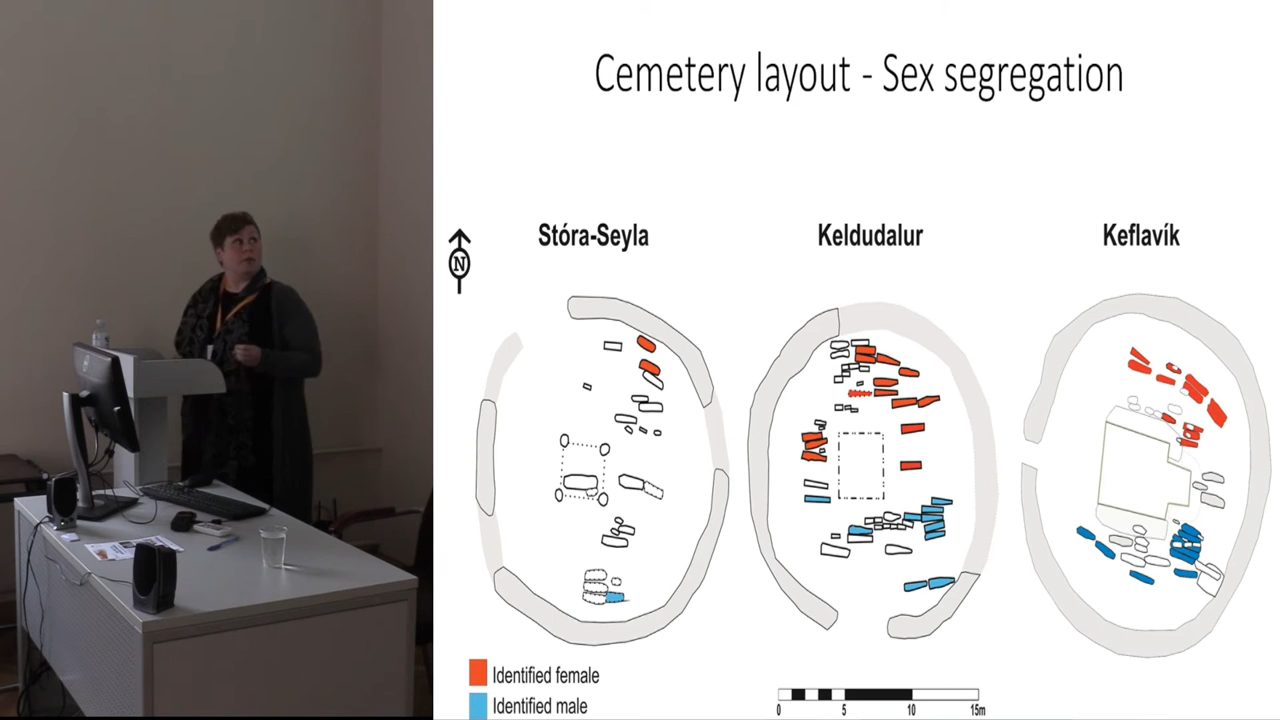 Cemetery layout - Sex segregation
Stóra-Seyla
Keldudalur
Keflavík
N
Identified female
Identified male
0 5 10 15m